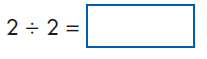 2 ÷ 2 =